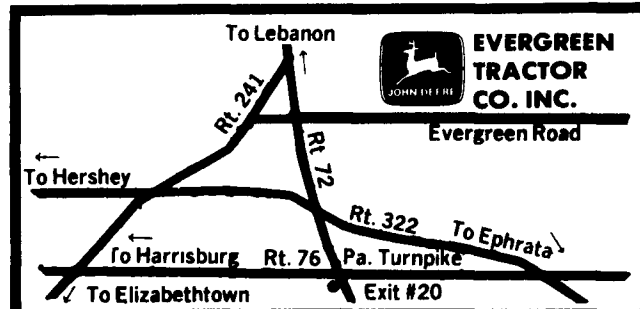 To Lebanon
EVERGREEN
TRACTOR
CO. INC.
JOHN DEERE
Rt. 241
Evergreen Road
Rt 72
To Hershey
Rt. 322
To Ephrata
To Harrisburg
Rt. 76
Pa. Turnpike
To Elizabethtown
Exit #20